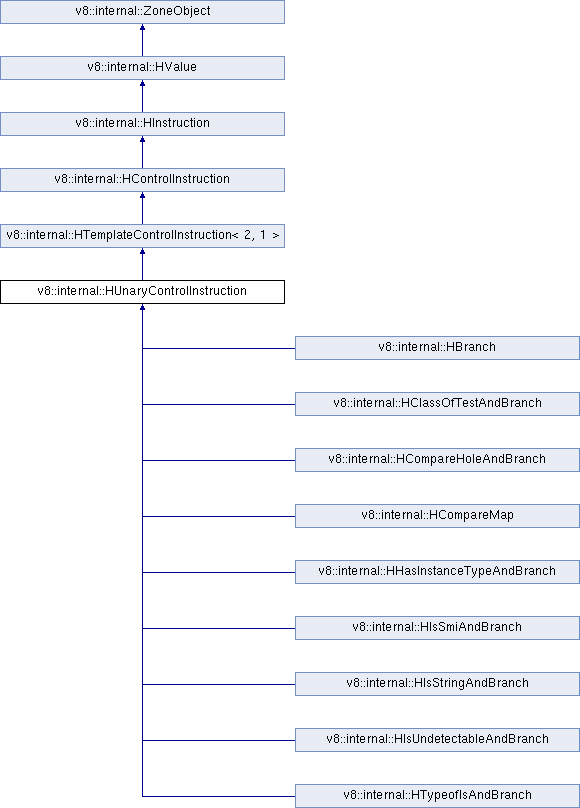 v8::internal::ZoneObject
v8::internal::HValue
v8::internal::HInstruction
v8::internal::HControlInstruction
v8::internal::HTemplateControlInstruction< 2, 1 >
v8::internal::HUnaryControlInstruction
v8::internal::HBranch
v8::internal::HClassOfTestAndBranch
v8::internal::HCompareHoleAndBranch
v8::internal::HCompareMap
v8::internal::HHasInstanceTypeAndBranch
v8::internal::HIsSmiAndBranch
v8::internal::HIsStringAndBranch
v8::internal::HIsUndetectableAndBranch
v8::internal::HTypeofIsAndBranch